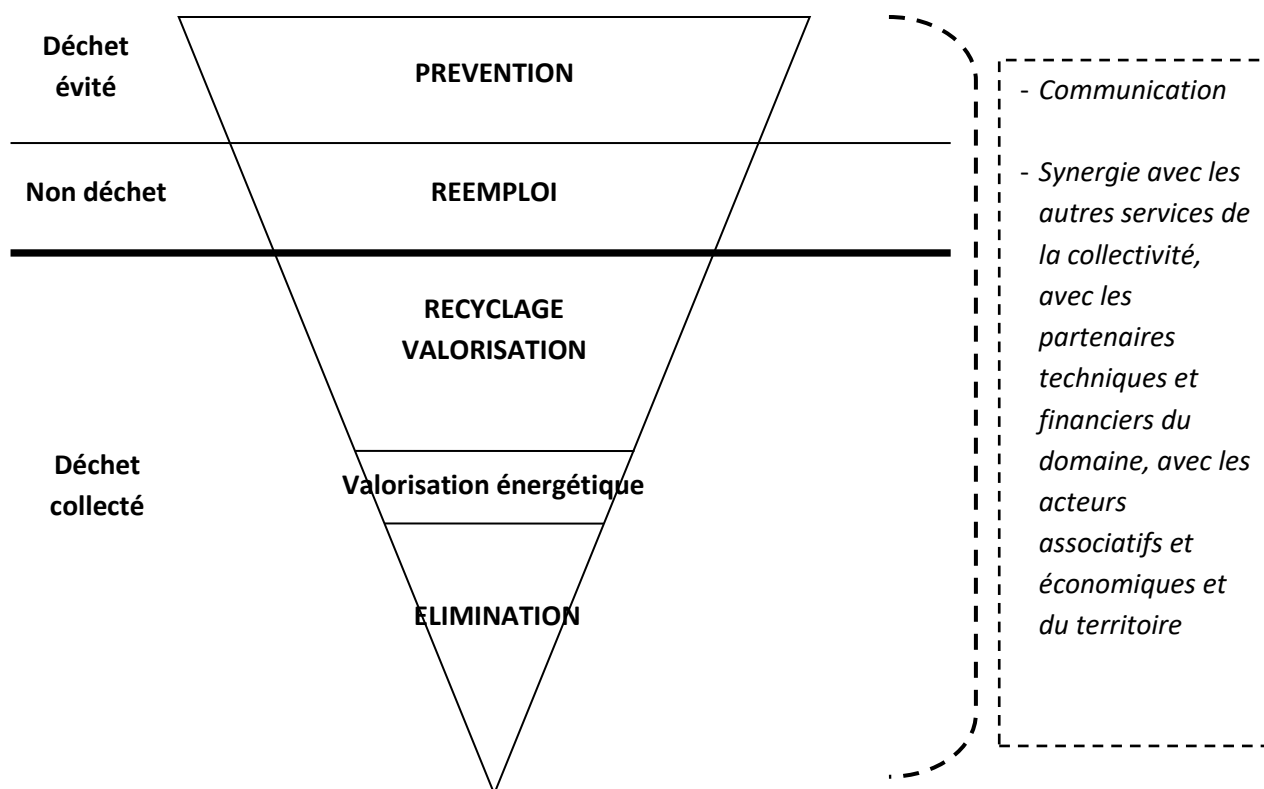 Déchet
évité
PREVENTION
Non déchet
REEMPLOI
RECYCLAGE
VALORISATION
Déchet
collecté
Valorisation énergétique
ELIMINATION
- Communication
- Synergie avec les
autres services de
la collectivité,
avec les
partenaires
techniques et
financiers du
domaine, avec les
acteurs
associatifs et
économiques et
du territoire